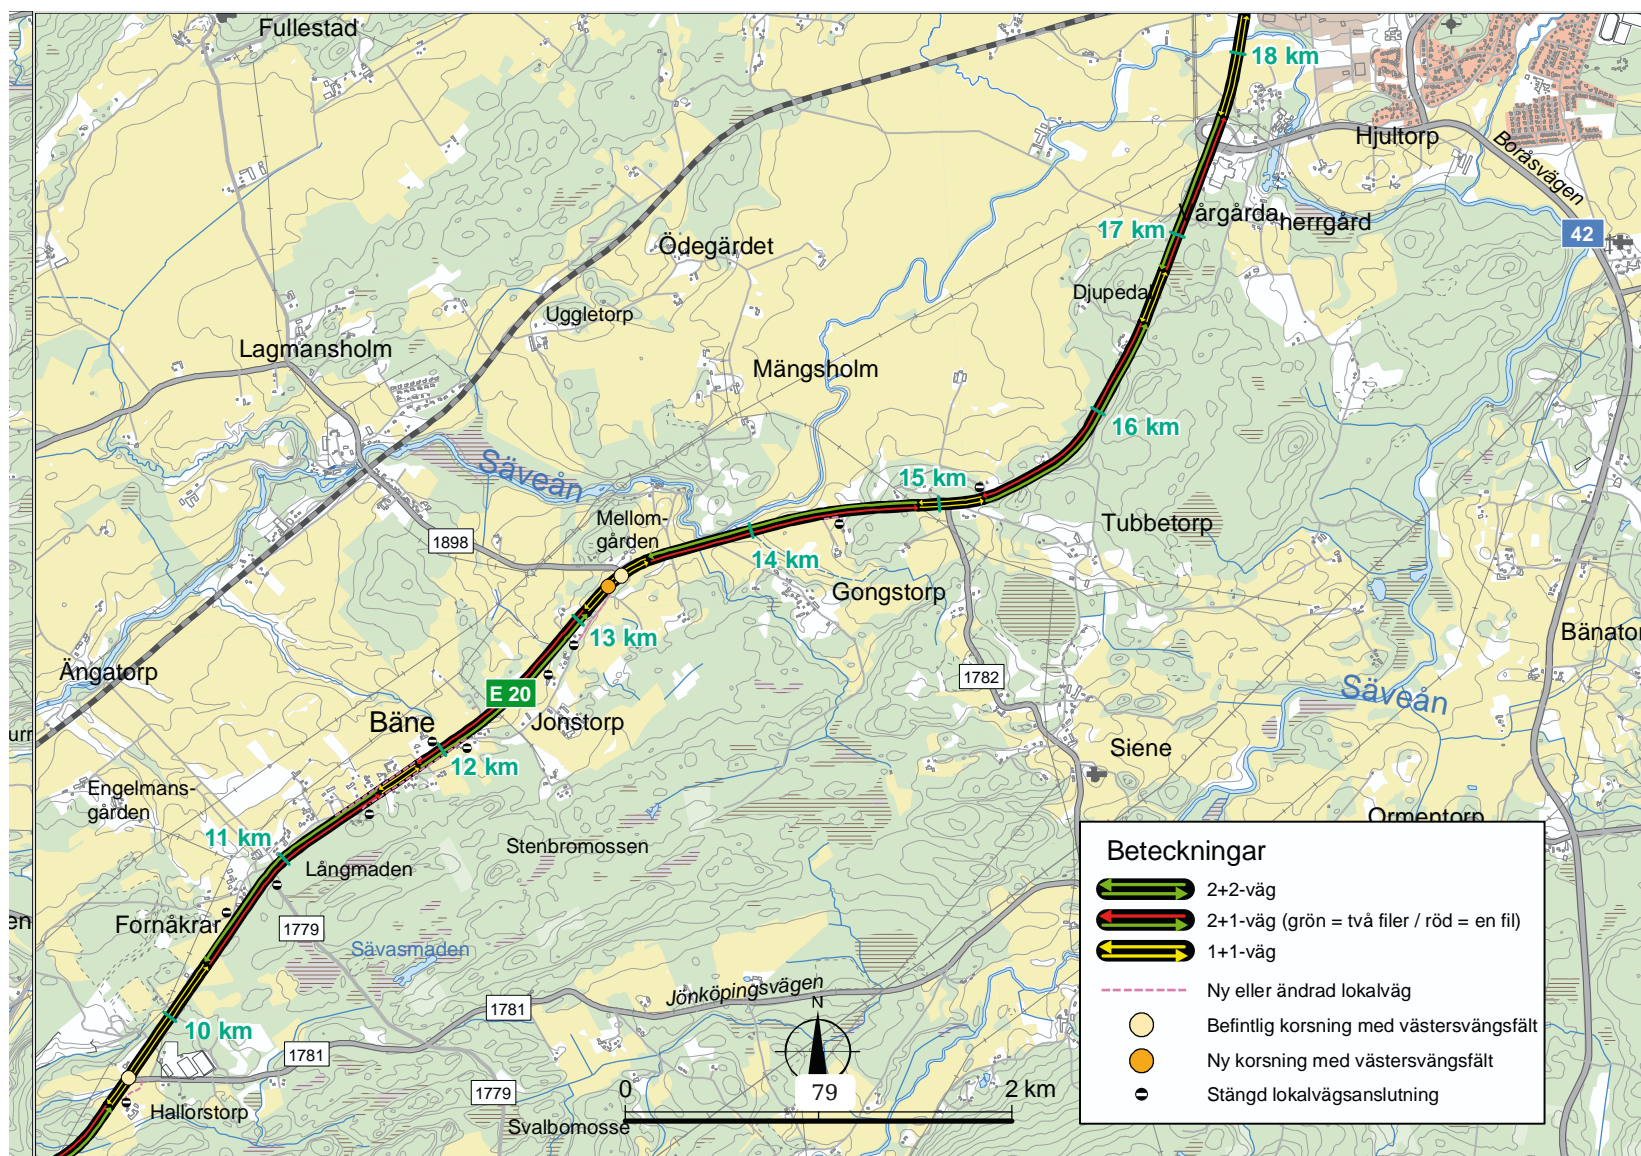 Fullestad
18 km
Hjultorp
Boråsvägen
42
Vårgårda
herrgård
17 km
Ödegärdet
Djupedal
Uggletorp
Lagmansholm
Mängsholm
16 km
Säveån
15 km
Mellom-
gården
Tubbetorp
1898
14 km
Gongstorp
13 km
Bänator
Ängatorp
1782
E 20
Säveån
Jonstorp
Bäne
urr
Siene
12 km
Engelmans-
gården
Ormentorp
11 km
Stenbromossen
Långmaden
en
Fornåkrar
1779
Sävasmaden
Jönköpingsvägen
1781
10 km
1781
N
79
0
2 km
1779
Hallorstorp
Svalbomosse
Beteckningar
2+2-väg
2+1-väg (grön = två filer / röd = en fil)
1+1-väg
Ny eller ändrad lokalväg
Befintlig korsning med västersvängsfält
Ny korsning med västersvängsfält
Stängd lokalvägsanslutning